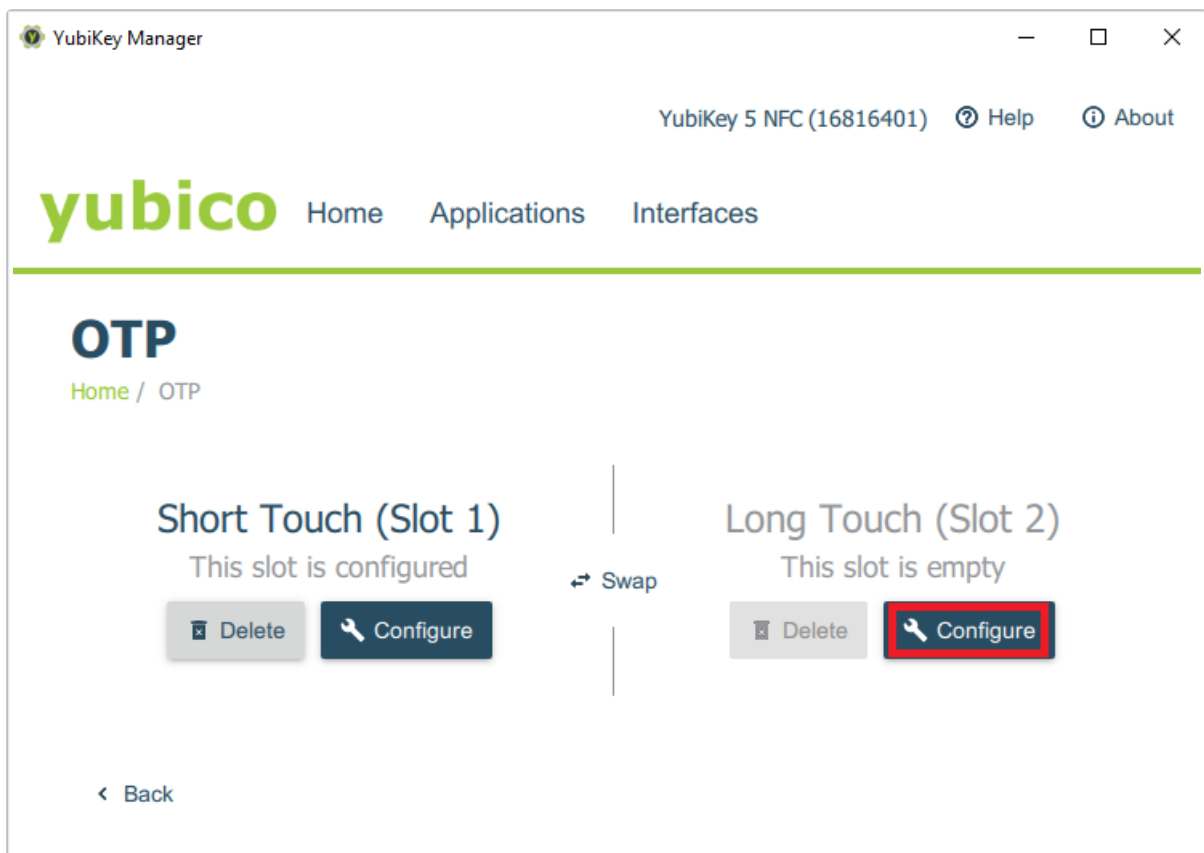 YubiKey Manager
YubiKey 5 NFC (16816401) Help About
yubico Home Applications Interfaces
OTP
Home / OTP
Short Touch (Slot 1)
This slot is configured
Delete Configure
Swap
Long Touch (Slot 2)
This slot is empty
Delete Configure
Back